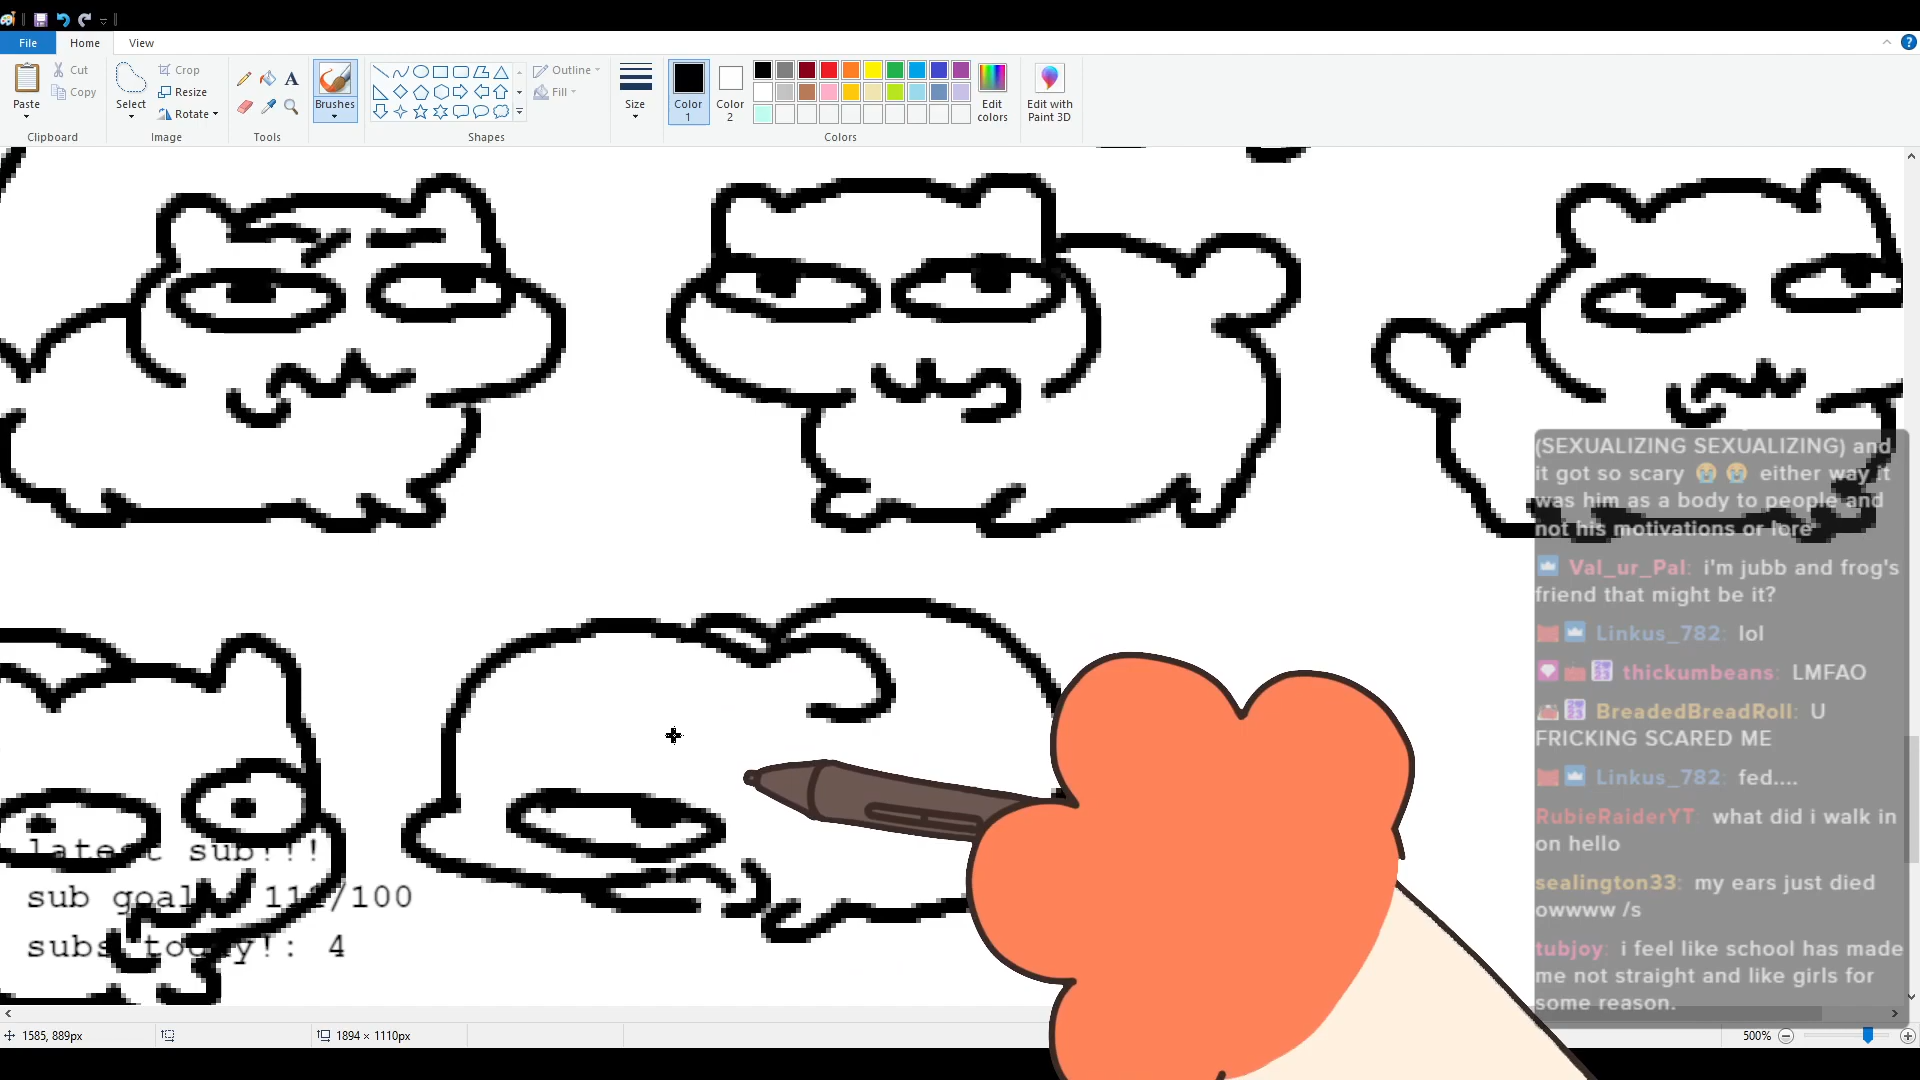 File Home View
Paste
Cut
Copy
Clipboard
Select
Crop
Resize
Rotate
Image
A
Tools
Brushes
Outline
Fill
Shapes
Size
Color
1
Color
2
Edit
colors
Colors
Edit with
Paint 3D
(SEXUALIZING SEXUALIZING) and
it got so scary 😭 😭 either way it
was him as a body to people and
not his motivations or lore
Val_ur_Pal: i'm jubb and frog's
friend that might be it?
Linkus_782: lol
thickumbeans: LMFAO
BreadedBreadRoll: U
FRICKING SCARED ME
Linkus_782: fed....
RubieRaiderYT: what did i walk in
on hello
sealington33: my ears just died
owwww /s
tubjoy: i feel like school has made
me not straight and like girls for
some reason.
latest sub!!!
sub goal: /100
subs today!: 4
1585, 889px
1894 × 1110px
500%